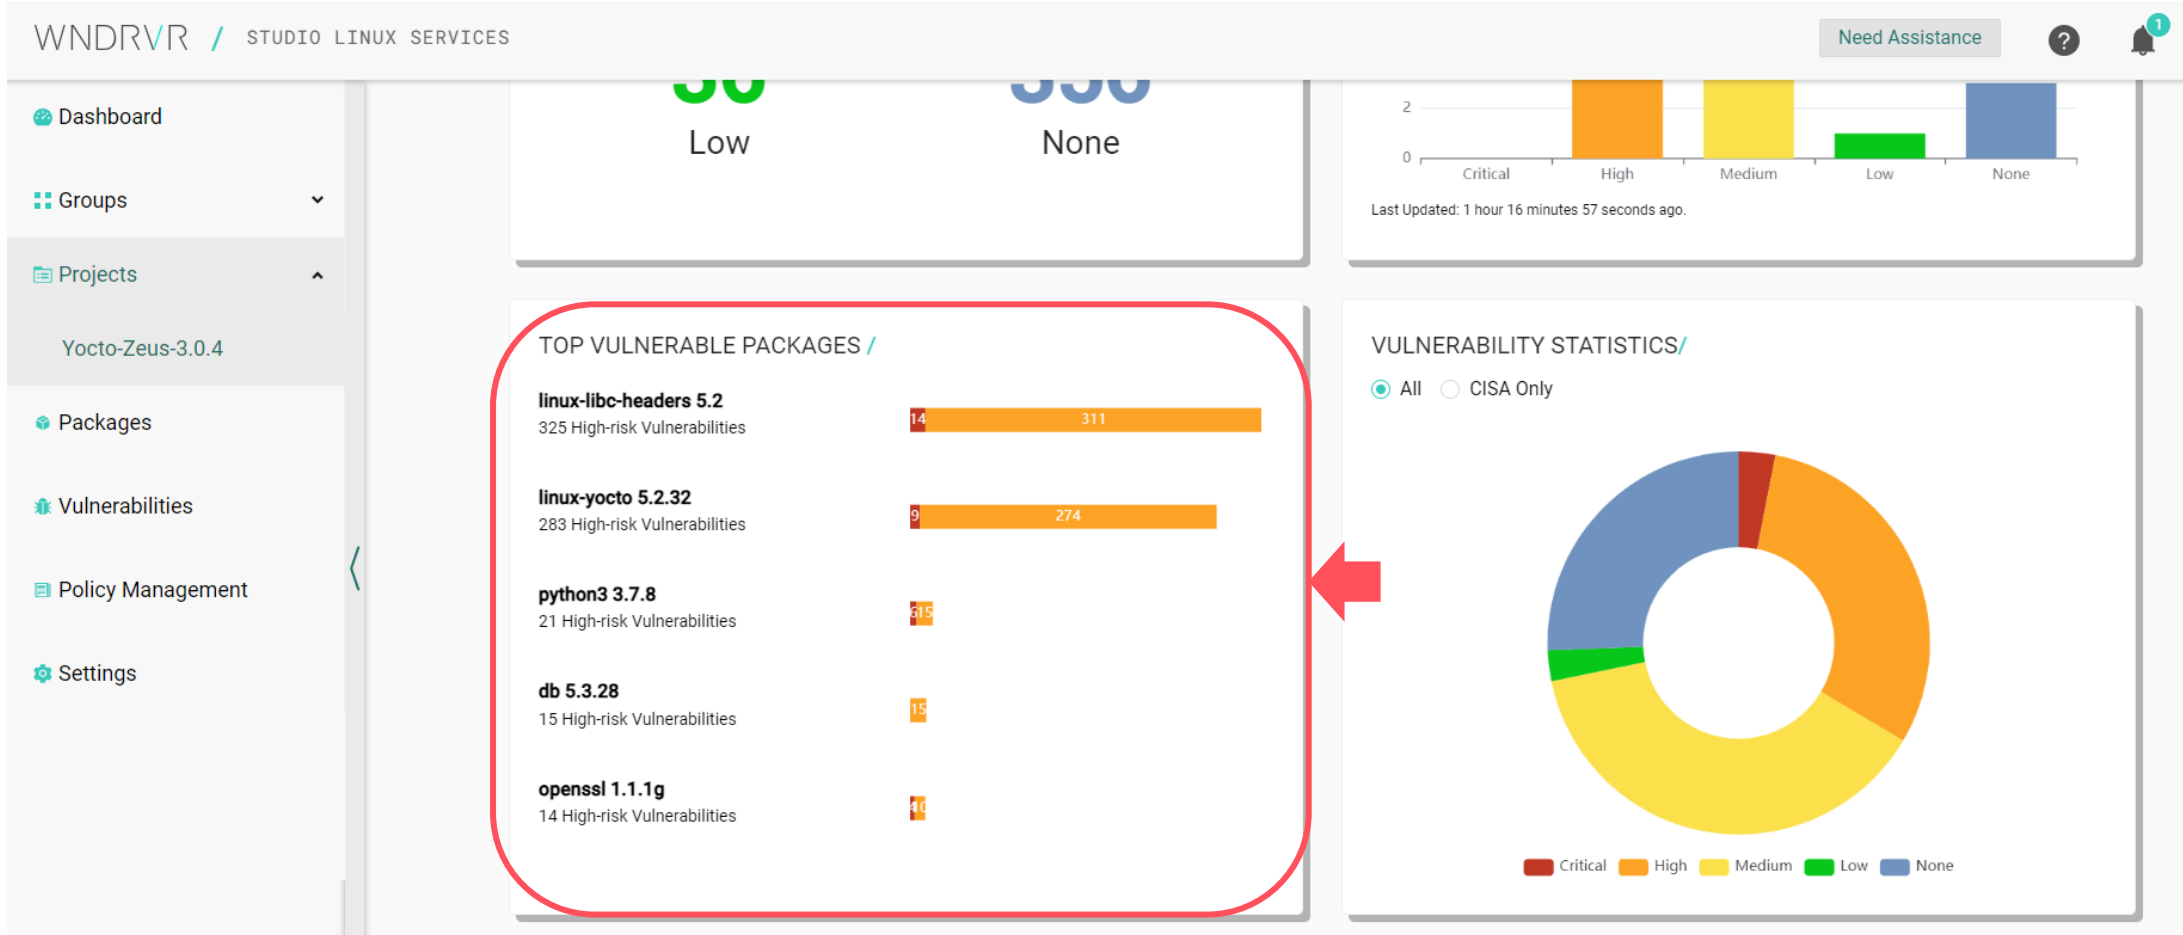 WNDRVR / STUDIO LINUX SERVICES
Need Assistance
?
1
Dashboard
Groups
Projects
Yocto-Zeus-3.0.4
Packages
Vulnerabilities
Policy Management
Settings
Low
None
2
0
Critical High Medium Low None
Last Updated: 1 hour 16 minutes 57 seconds ago.
TOP VULNERABLE PACKAGES /
linux-libc-headers 5.2
325 High-risk Vulnerabilities
14 311
linux-yocto 5.2.32
283 High-risk Vulnerabilities
9 274
python3 3.7.8
21 High-risk Vulnerabilities
6 15
db 5.3.28
15 High-risk Vulnerabilities
15
openssl 1.1.1g
14 High-risk Vulnerabilities
4 10
VULNERABILITY STATISTICS/
All CISA Only
Critical High Medium Low None